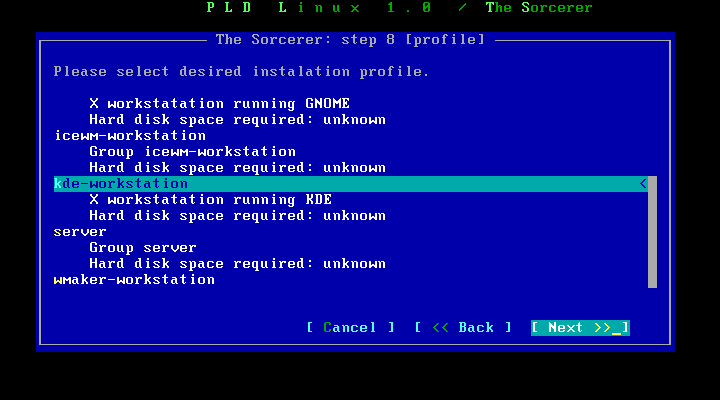 P L D  L i n u x  1 . 0  /  The Sorcerer
The Sorcerer: step 8 [profile]
Please select desired instalation profile.
X workstatation running GNOME
Hard disk space required: unknown
icewm-workstation
Group icewm-workstation
Hard disk space required: unknown
kde-workstation <
X workstatation running KDE
Hard disk space required: unknown
server
Group server
Hard disk space required: unknown
wmaker-workstation
[ Cancel ] [ << Back ] [ Next >>_]